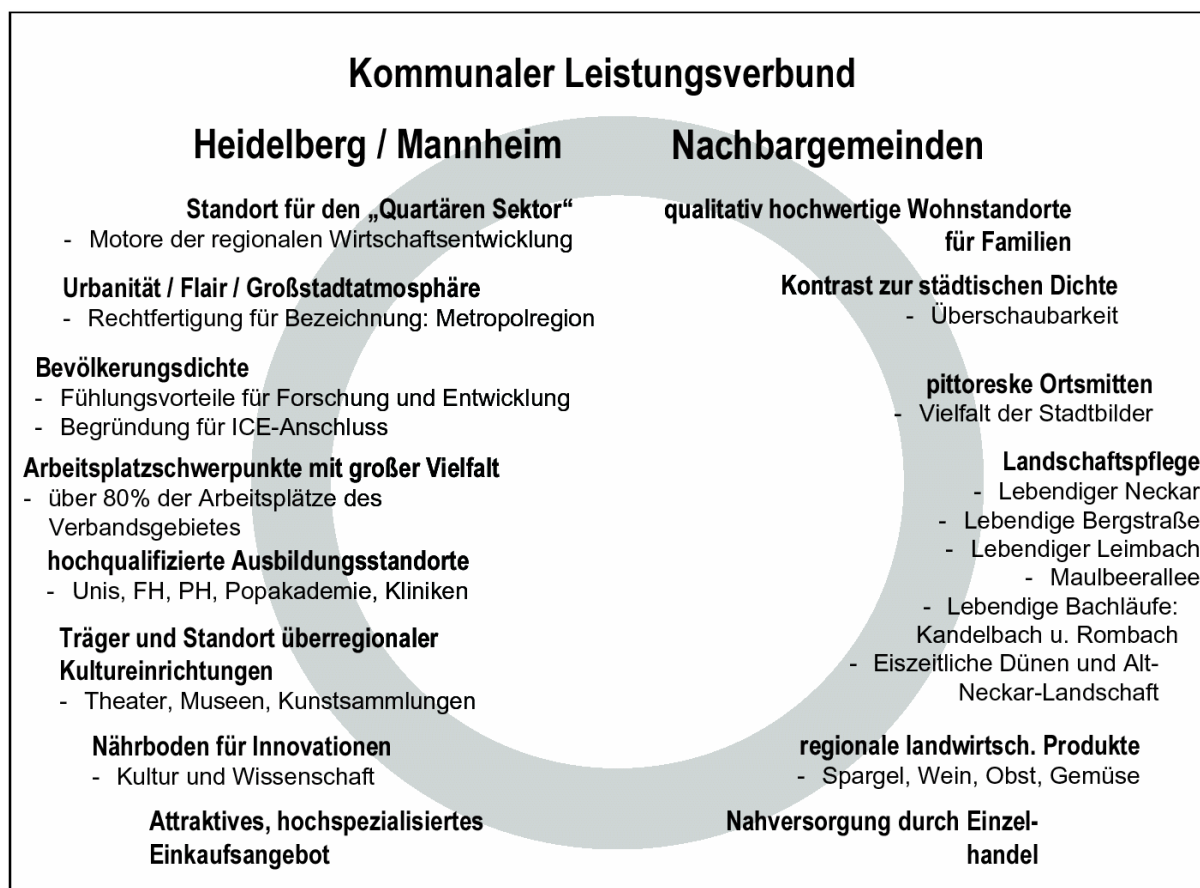 Kommunaler Leistungsverbund
Heidelberg / Mannheim
Standort für den „Quartären Sektor“
- Motore der regionalen Wirtschaftsentwicklung
Urbanität / Flair / Großstadtatmosphäre
- Rechtfertigung für Bezeichnung: Metropolregion
Bevölkerungsdichte
- Fühlungsvorteile für Forschung und Entwicklung
- Begründung für ICE-Anschluss
Arbeitsplatzschwerpunkte mit großer Vielfalt
- über 80% der Arbeitsplätze des
Verbandsgebietes
hochqualifizierte Ausbildungsstandorte
- Unis, FH, PH, Popakademie, Kliniken
Träger und Standort überregionaler
Kultureinrichtungen
- Theater, Museen, Kunstsammlungen
Nährboden für Innovationen
- Kultur und Wissenschaft
Attraktives, hochspezialisiertes
Einkaufsangebot
Nachbargemeinden
qualitativ hochwertige Wohnstandorte
für Familien
Kontrast zur städtischen Dichte
- Überschaubarkeit
pittoreske Ortsmitten
- Vielfalt der Stadtbilder
Landschaftspflege
- Lebendiger Neckar
- Lebendige Bergstraße
- Lebendiger Leimbach
- Maulbeerallee
- Lebendige Bachläufe:
Kandelbach u. Rombach
- Eiszeitliche Dünen und Alt-
Neckar-Landschaft
regionale landwirtsch. Produkte
- Spargel, Wein, Obst, Gemüse
Nahversorgung durch Einzel-
handel